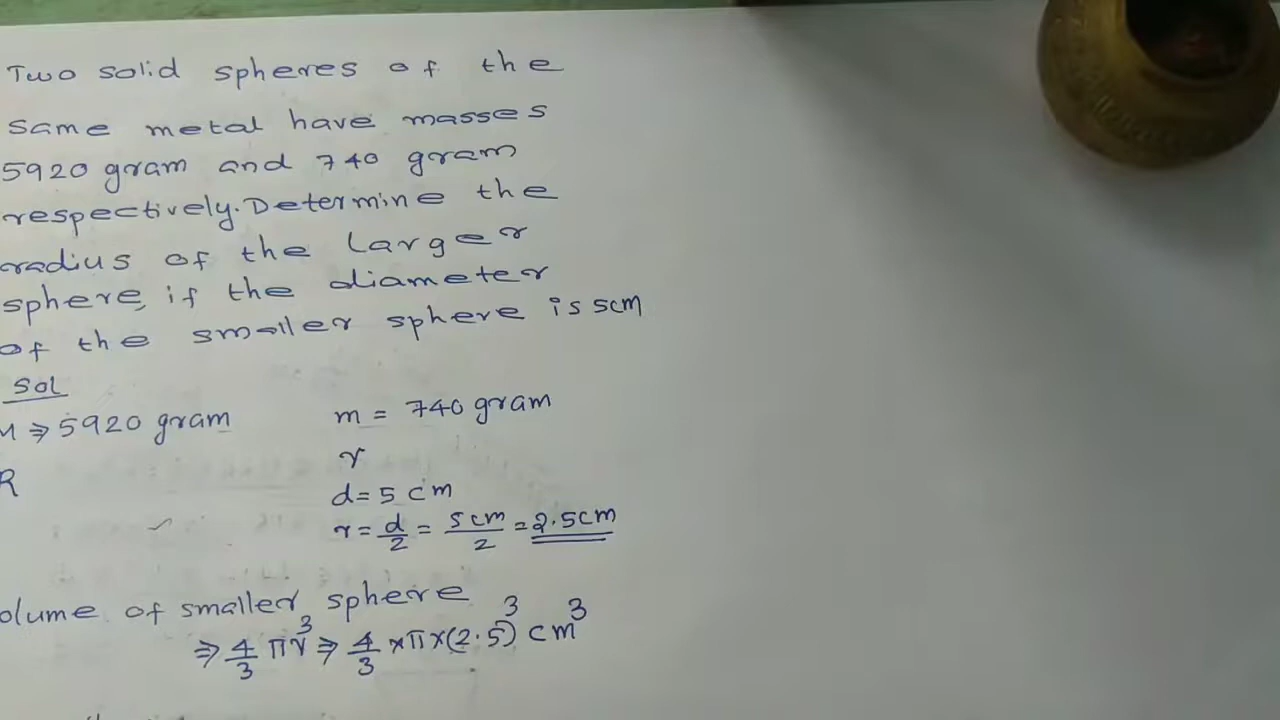 Two solid spheres of the
same metal have masses
5920 gram and 740 gram
respectively. Determine the
radius of the larger
sphere, if the diameter
of the smaller sphere is 5cm
Sol
M ⇒ 5920 gram m = 740 gram
R r
d = 5 cm
r = d/2 = 5cm/2 = 2.5cm
olume of smaller sphere
⇒ 4/3 πr³ ⇒ 4/3 × π × (2.5)³ cm³